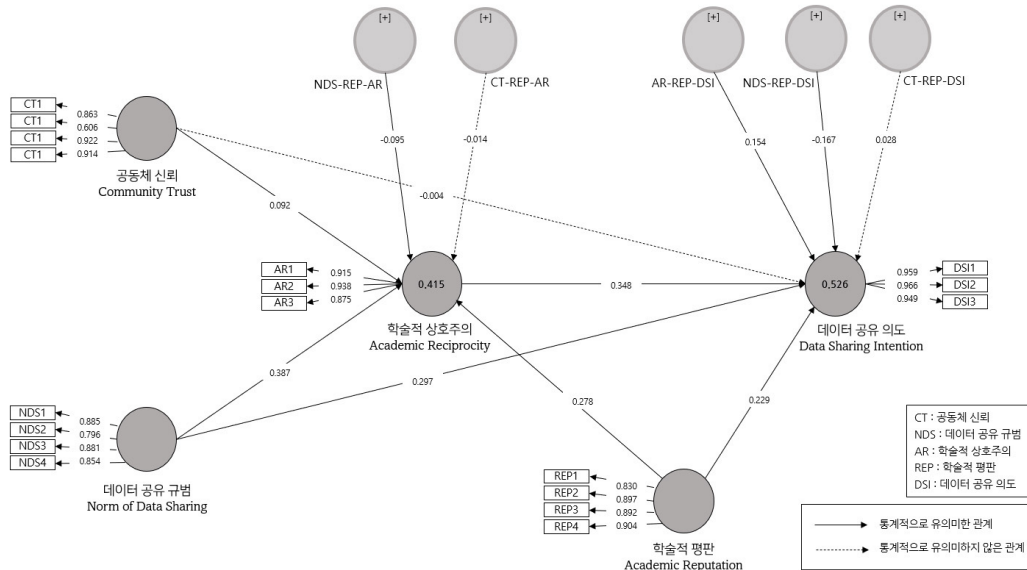 [+]
[+]
[+]
[+]
[+]
NDS-REP-AR
CT-REP-AR
AR-REP-DSI
NDS-REP-DSI
CT-REP-DSI
CT1
CT1
CT1
CT1
0.863
0.606
0.922
0.914
공동체 신뢰
Community Trust
-0.095
-0.014
0.154
-0.167
0.028
0.092
-0.004
AR1
AR2
AR3
0.915
0.938
0.875
0,415
학술적 상호주의
Academic Reciprocity
0.348
0,526
0.959
0.966
0.949
DSI1
DSI2
DSI3
데이터 공유 의도
Data Sharing Intention
0.387
0.297
0.278
0.229
NDS1
NDS2
NDS3
NDS4
0.885
0.796
0.881
0.854
데이터 공유 규범
Norm of Data Sharing
REP1
REP2
REP3
REP4
0.830
0.897
0.892
0.904
학술적 평판
Academic Reputation
CT : 공동체 신뢰
NDS : 데이터 공유 규범
AR : 학술적 상호주의
REP : 학술적 평판
DSI : 데이터 공유 의도
통계적으로 유의미한 관계
통계적으로 유의미하지 않은 관계